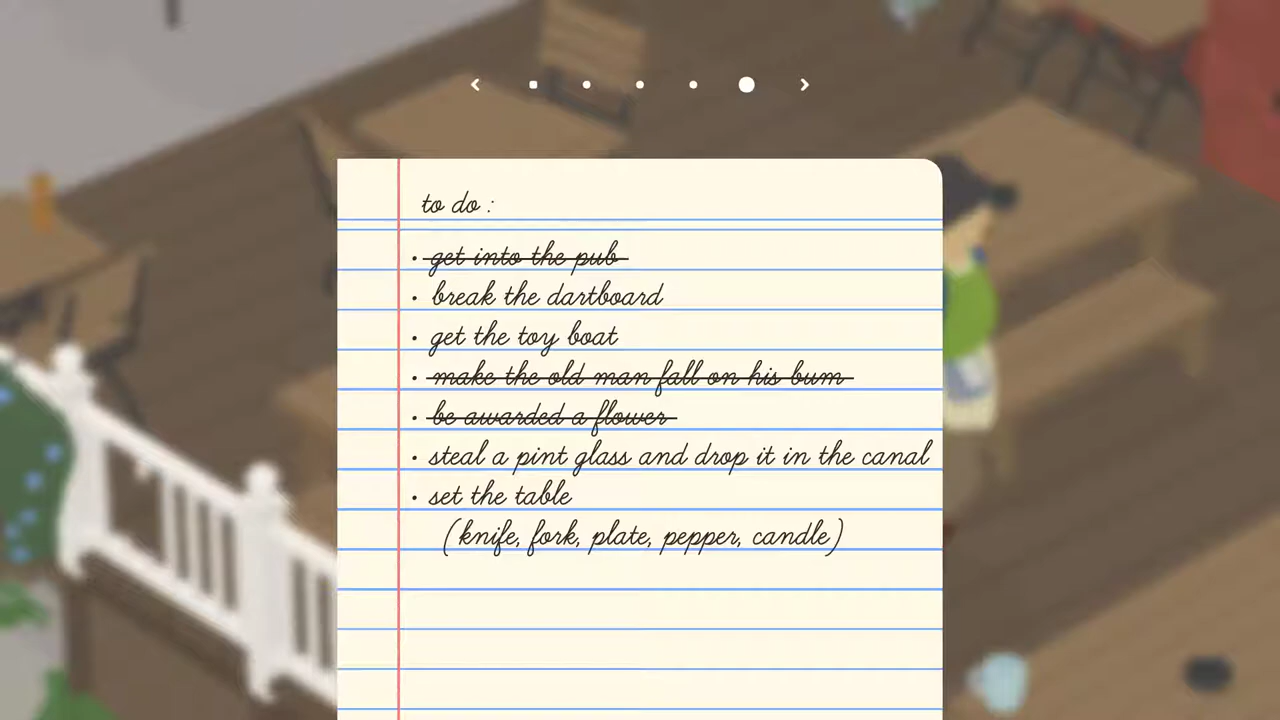 to do :
• get into the pub
• break the dartboard
• get the toy boat
• make the old man fall on his bum
• be awarded a flower
• steal a pint glass and drop it in the canal
• set the table
(knife, fork, plate, pepper, candle)